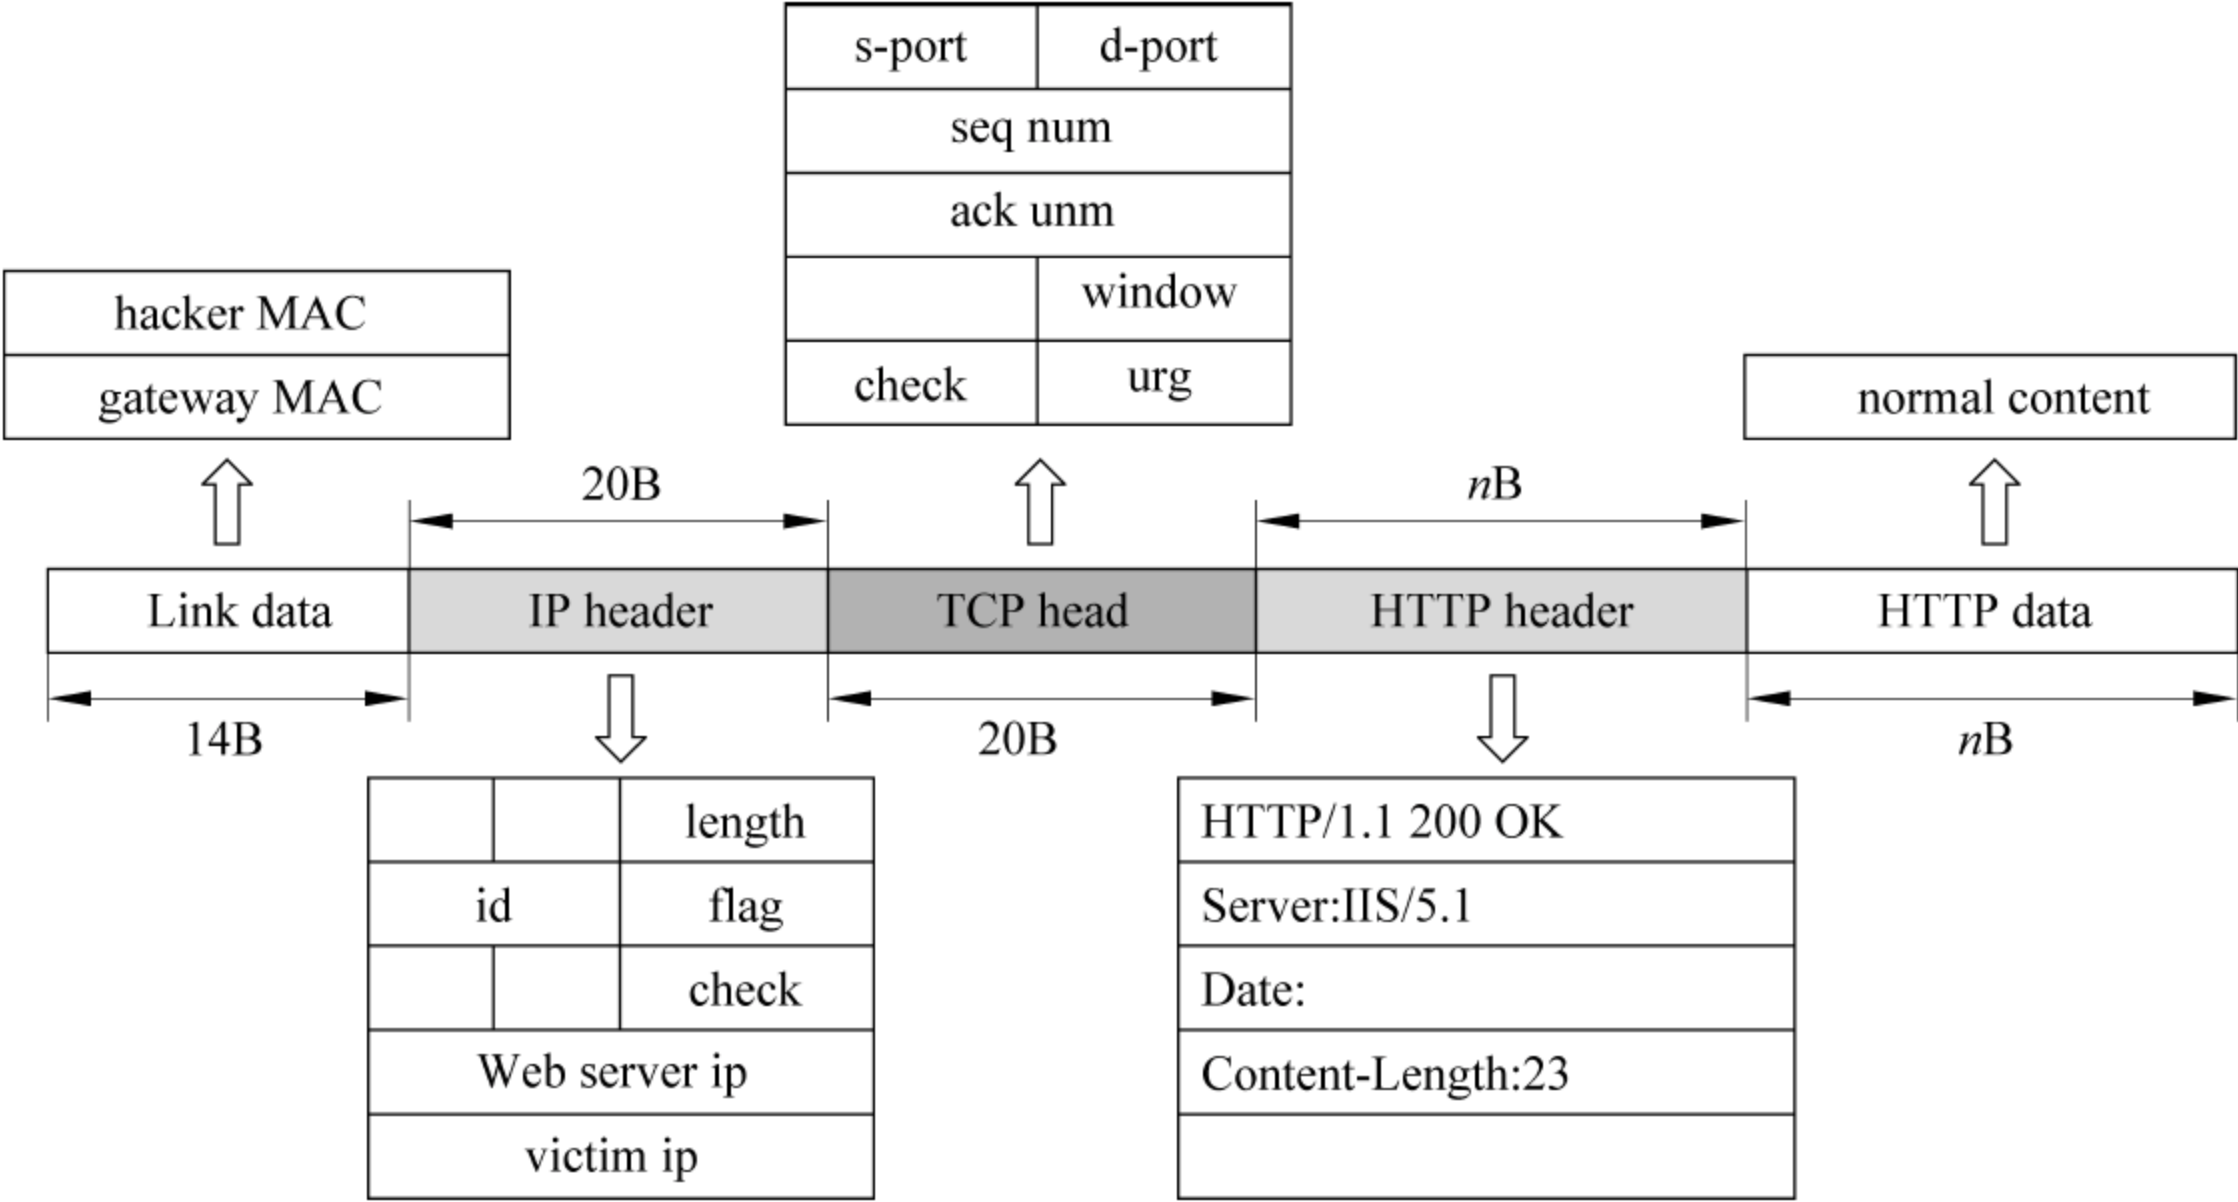 s-port d-port
seq num
ack unm
window
check urg
hacker MAC
gateway MAC
normal content
20B
nB
Link data IP header TCP head HTTP header HTTP data
14B
20B
nB
length
id flag
check
Web server ip
victim ip
HTTP/1.1 200 OK
Server:IIS/5.1
Date:
Content-Length:23